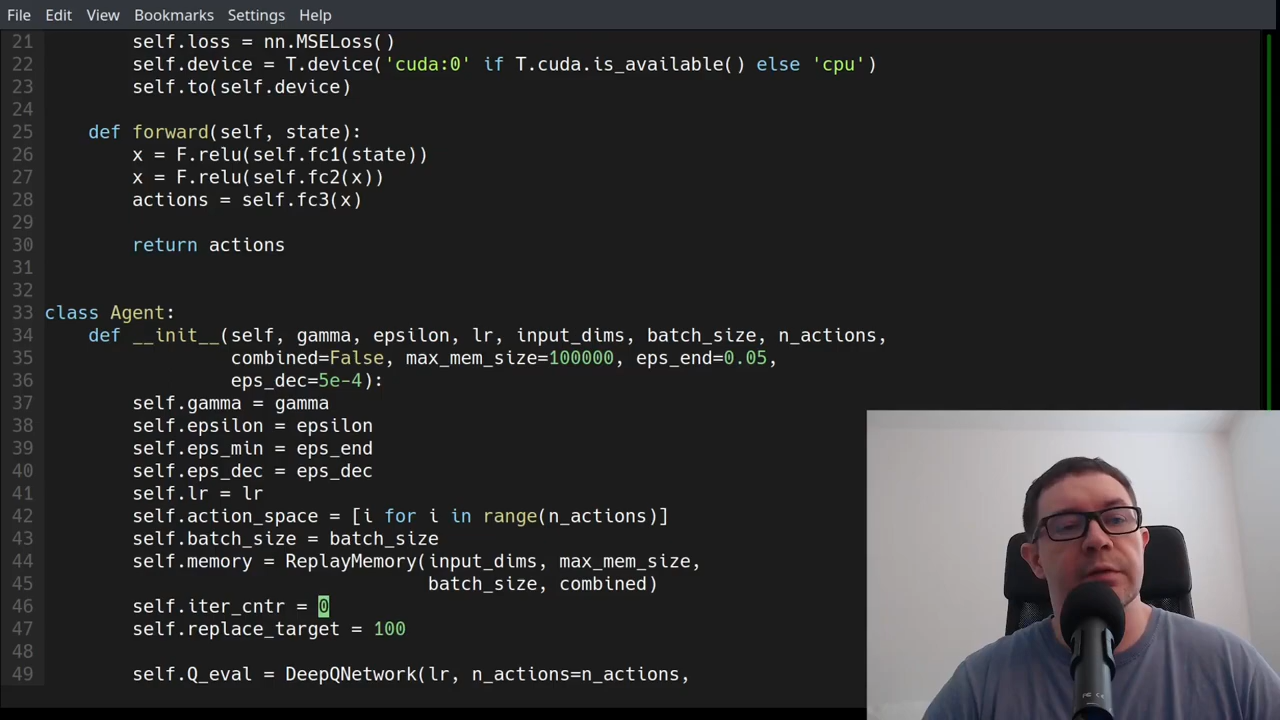 File Edit View Bookmarks Settings Help
21 self.loss = nn.MSELoss()
22 self.device = T.device('cuda:0' if T.cuda.is_available() else 'cpu')
23 self.to(self.device)
24
25 def forward(self, state):
26 x = F.relu(self.fc1(state))
27 x = F.relu(self.fc2(x))
28 actions = self.fc3(x)
29
30 return actions
31
32
33 class Agent:
34 def __init__(self, gamma, epsilon, lr, input_dims, batch_size, n_actions,
35 combined=False, max_mem_size=100000, eps_end=0.05,
36 eps_dec=5e-4):
37 self.gamma = gamma
38 self.epsilon = epsilon
39 self.eps_min = eps_end
40 self.eps_dec = eps_dec
41 self.lr = lr
42 self.action_space = [i for i in range(n_actions)]
43 self.batch_size = batch_size
44 self.memory = ReplayMemory(input_dims, max_mem_size,
45 batch_size, combined)
46 self.iter_cntr = 0
47 self.replace_target = 100
48
49 self.Q_eval = DeepQNetwork(lr, n_actions=n_actions,